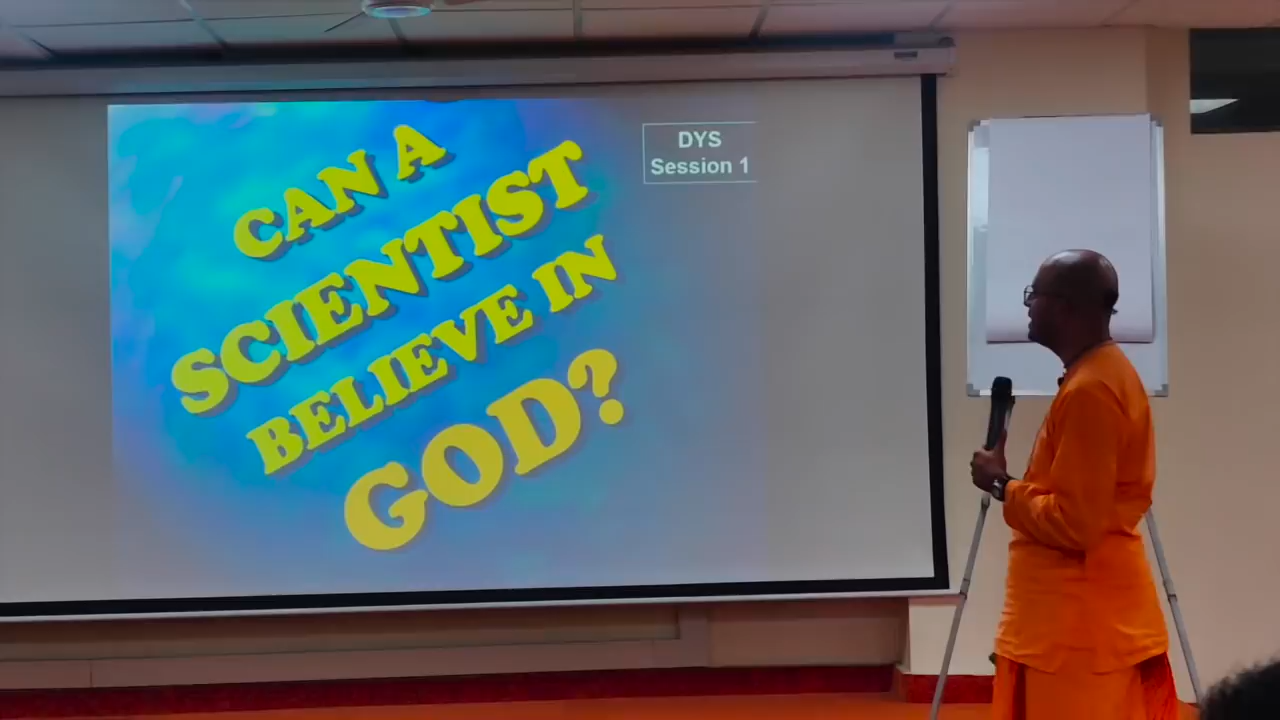 CAN A
SCIENTIST
BELIEVE IN
GOD?
DYS
Session 1